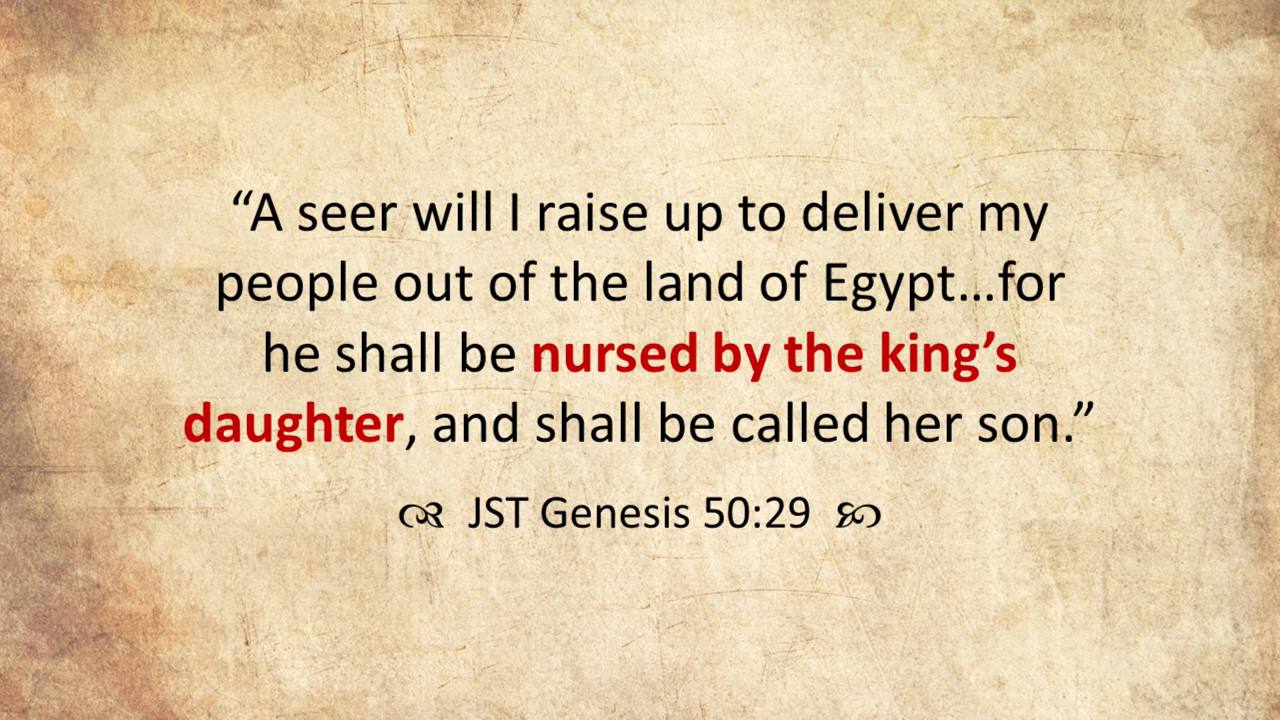 “A seer will I raise up to deliver my
people out of the land of Egypt…for
he shall be nursed by the king’s
daughter, and shall be called her son.”
JST Genesis 50:29